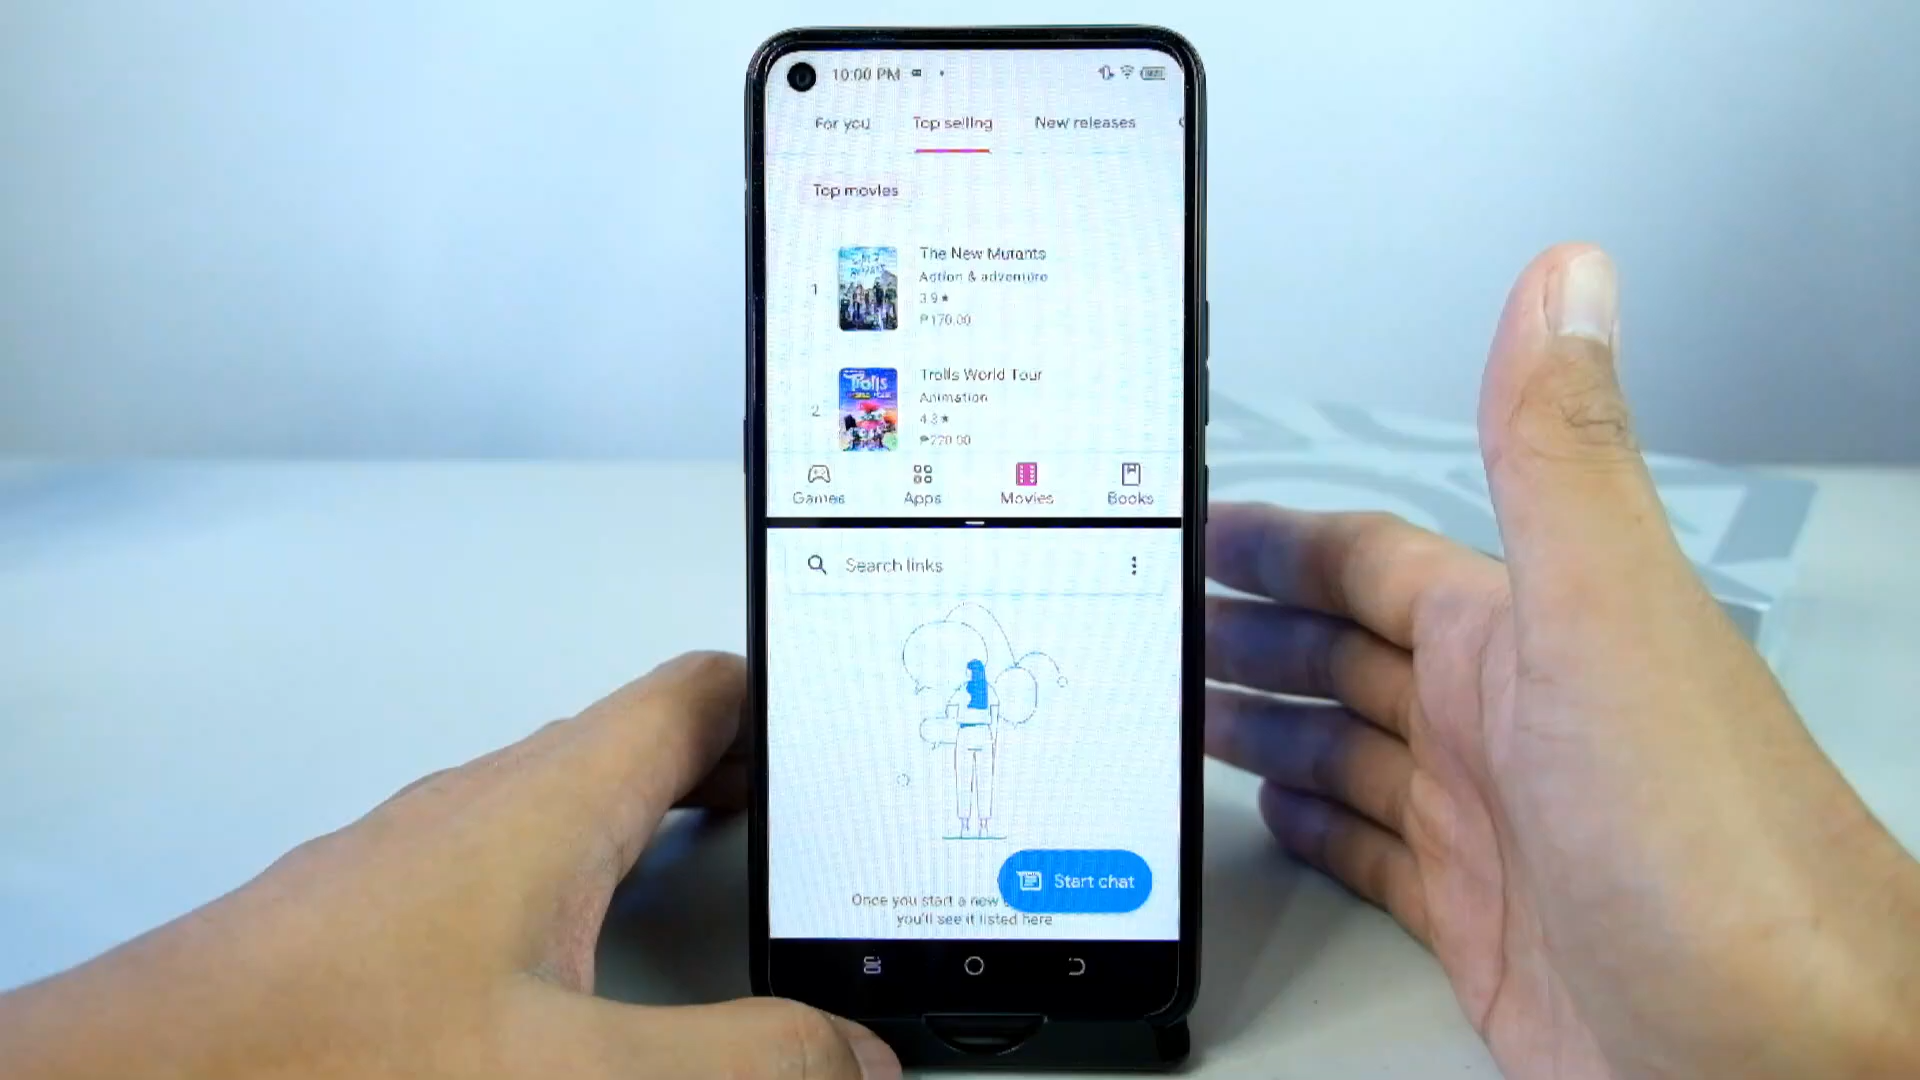 10:00 PM
For you
Top selling
New releases
Top movies
1
The New Mutants
Action & adventure
3.9★
₱170.00
Trolls
2
Trolls World Tour
Animation
4.3★
₱220.00
Games
Apps
Movies
Books
Search links
Start chat
Once you start a new
you'll see it listed here